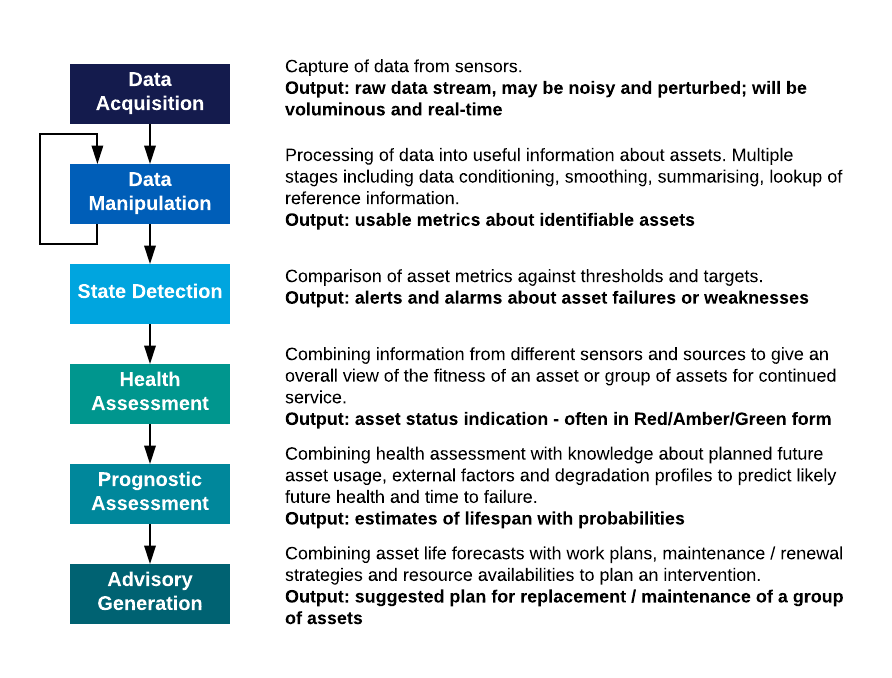 Data
Acquisition
Capture of data from sensors.
Output: raw data stream, may be noisy and perturbed; will be
voluminous and real-time
Data
Manipulation
Processing of data into useful information about assets. Multiple
stages including data conditioning, smoothing, summarising, lookup of
reference information.
Output: usable metrics about identifiable assets
State Detection
Comparison of asset metrics against thresholds and targets.
Output: alerts and alarms about asset failures or weaknesses
Health
Assessment
Combining information from different sensors and sources to give an
overall view of the fitness of an asset or group of assets for continued
service.
Output: asset status indication - often in Red/Amber/Green form
Prognostic
Assessment
Combining health assessment with knowledge about planned future
asset usage, external factors and degradation profiles to predict likely
future health and time to failure.
Output: estimates of lifespan with probabilities
Advisory
Generation
Combining asset life forecasts with work plans, maintenance / renewal
strategies and resource availabilities to plan an intervention.
Output: suggested plan for replacement / maintenance of a group
of assets